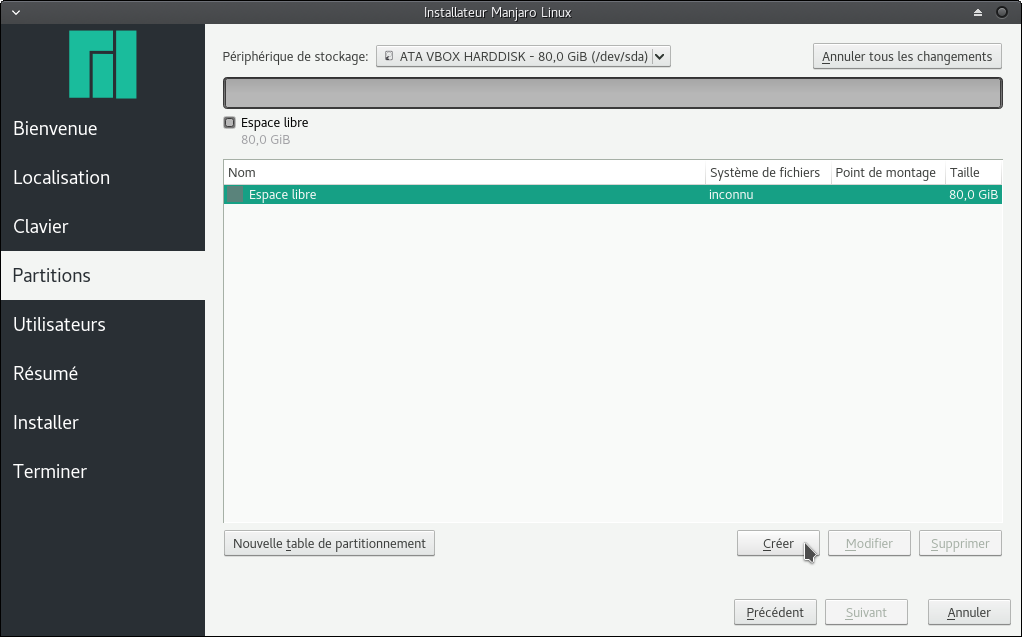 Installateur Manjaro Linux
Bienvenue
Localisation
Clavier
Partitions
Utilisateurs
Résumé
Installer
Terminer
Périphérique de stockage: ATA VBOX HARDDISK - 80,0 GiB (/dev/sda) Annuler tous les changements
Espace libre
80,0 GiB
Nom Système de fichiers Point de montage Taille
Espace libre inconnu 80,0 GiB
Nouvelle table de partitionnement Créer Modifier Supprimer
Précédent Suivant Annuler